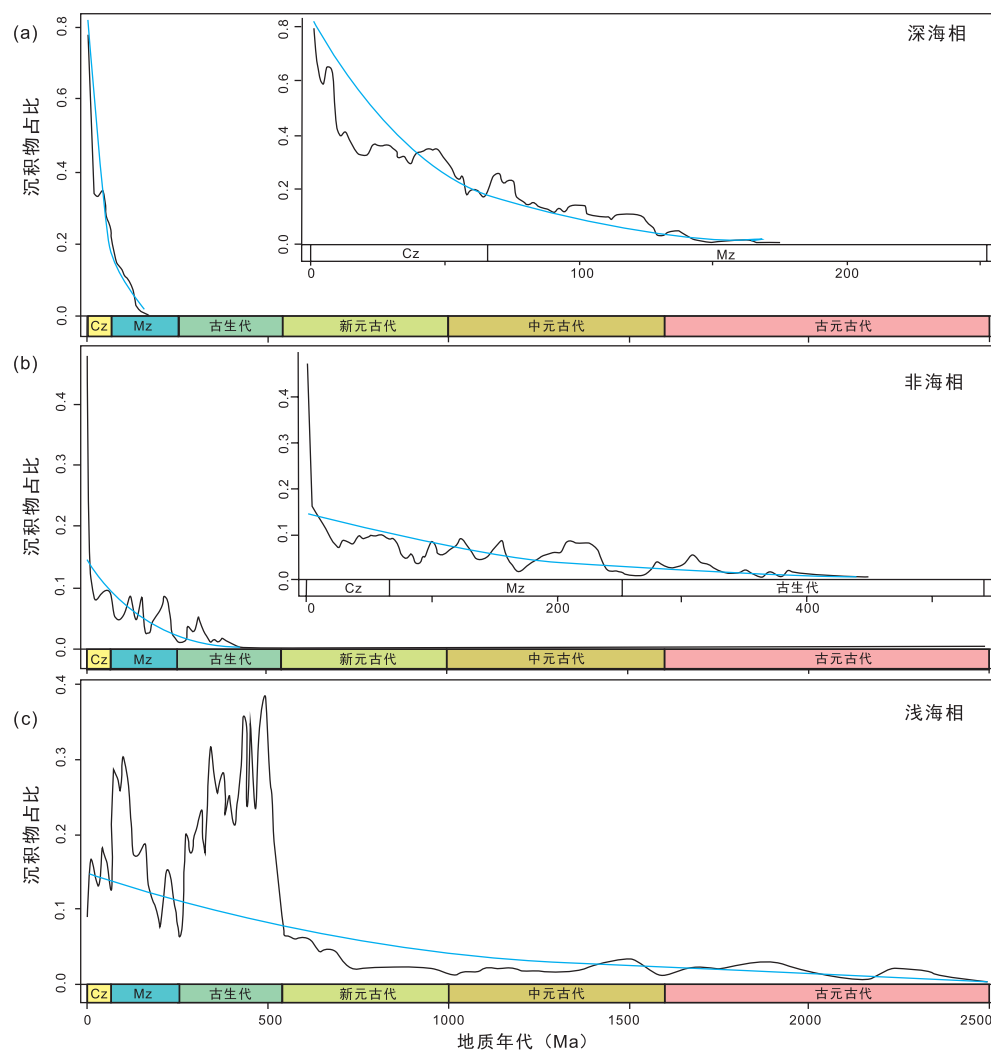 (a)
深海相
沉积物占比
0.8
0.6
0.4
0.2
0.0
0.8
0.6
0.4
0.2
0.0
Cz
Mz
0
100
200
Cz
Mz
古生代
新元古代
中元古代
古元古代
(b)
非海相
沉积物占比
0.4
0.3
0.2
0.1
0.0
0.4
0.3
0.2
0.1
0.0
Cz
Mz
古生代
0
200
400
Cz
Mz
古生代
新元古代
中元古代
古元古代
(c)
浅海相
沉积物占比
0.4
0.3
0.2
0.1
0.0
Cz
Mz
古生代
新元古代
中元古代
古元古代
0
500
1000
1500
2000
2500
地质年代（Ma）